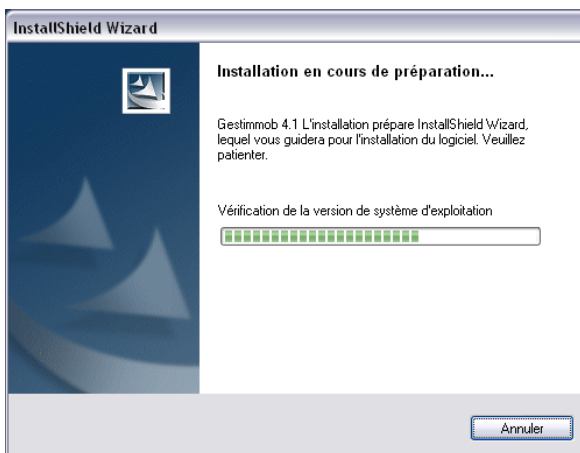 InstallShield Wizard
Installation en cours de préparation...
Gestimmob 4.1 L'installation prépare InstallShield Wizard,
lequel vous guidera pour l'installation du logiciel. Veuillez
patienter.
Vérification de la version de système d'exploitation
Annuler